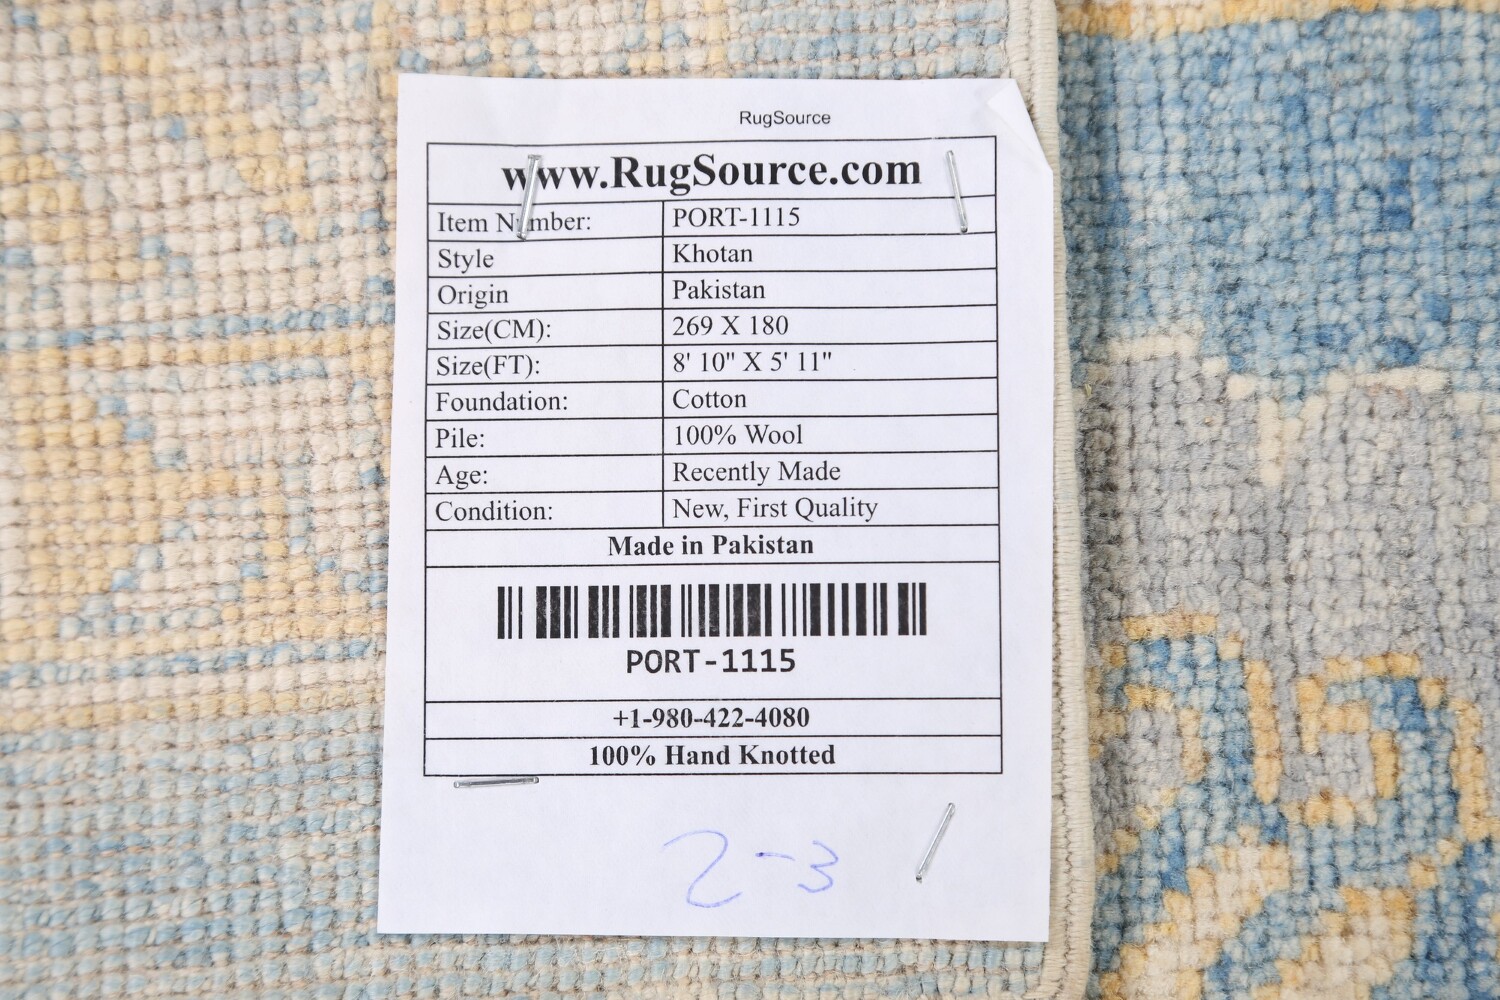 RugSource
www.RugSource.com
Item Number: PORT-1115
Style Khotan
Origin Pakistan
Size(CM): 269 X 180
Size(FT): 8' 10" X 5' 11"
Foundation: Cotton
Pile: 100% Wool
Age: Recently Made
Condition: New, First Quality
Made in Pakistan
PORT-1115
+1-980-422-4080
100% Hand Knotted
2-3